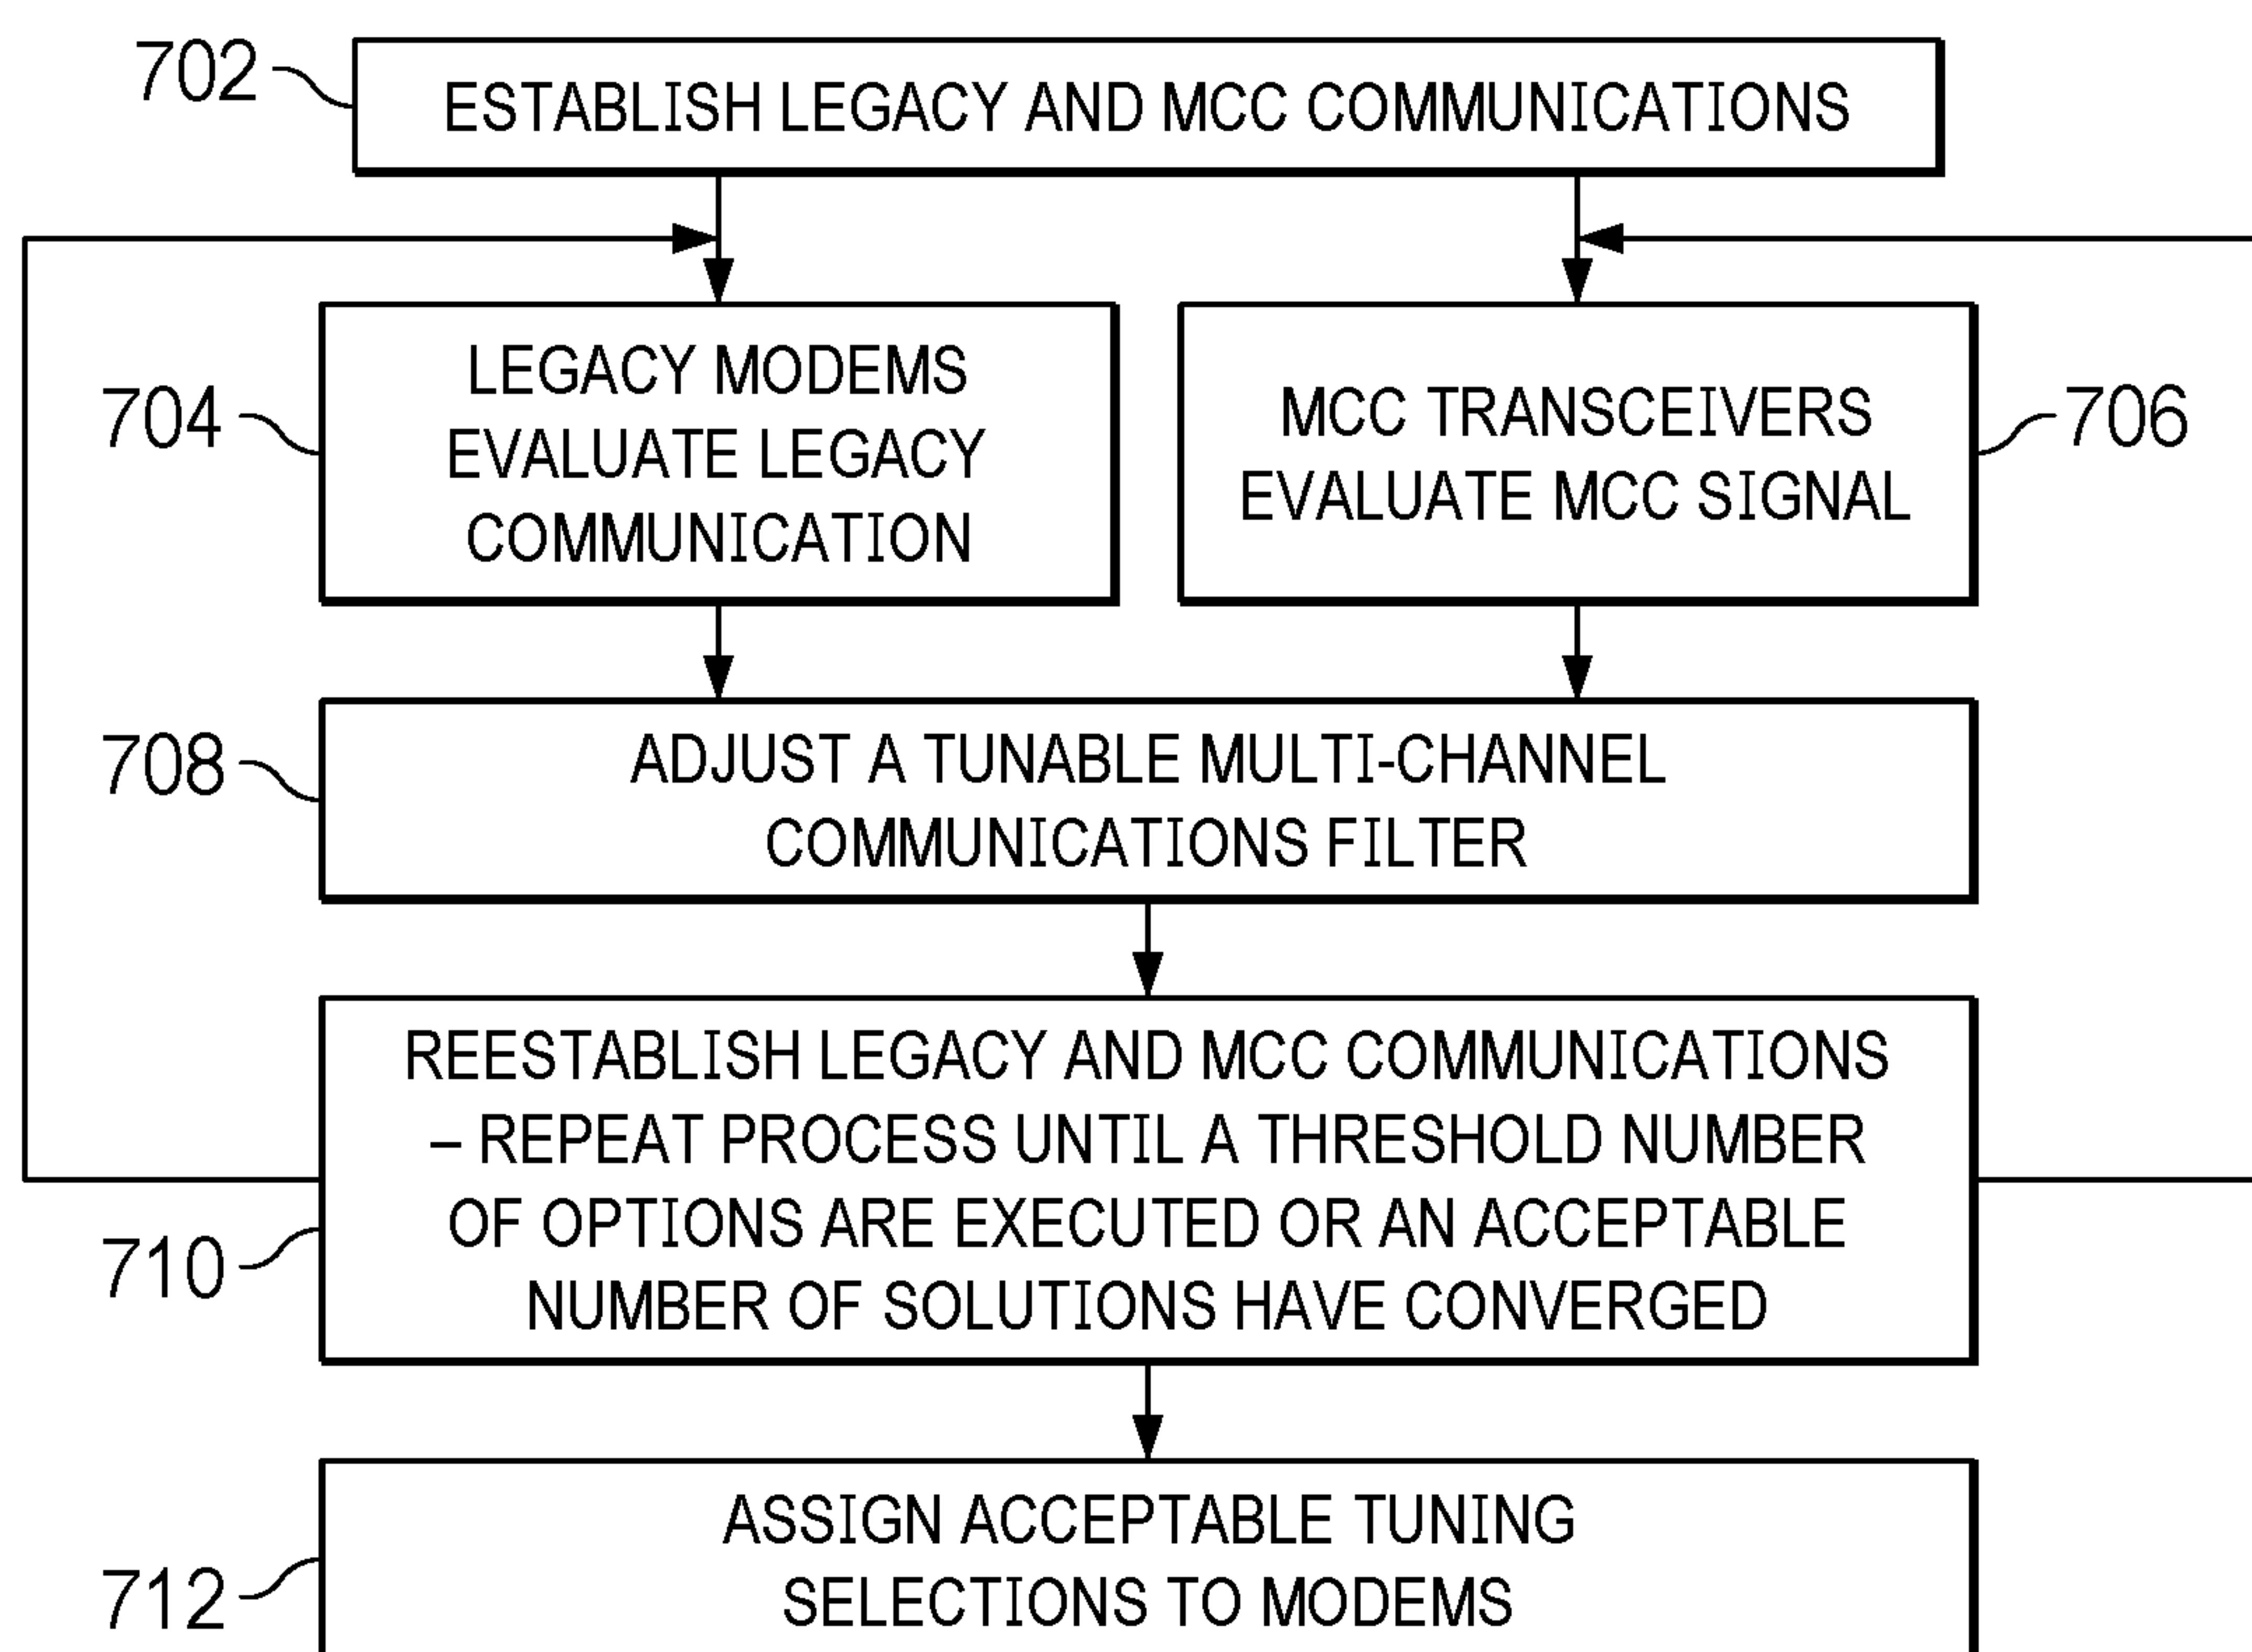 702
ESTABLISH LEGACY AND MCC COMMUNICATIONS
704
LEGACY MODEMS
EVALUATE LEGACY
COMMUNICATION
MCC TRANSCEIVERS
EVALUATE MCC SIGNAL
706
708
ADJUST A TUNABLE MULTI-CHANNEL
COMMUNICATIONS FILTER
710
REESTABLISH LEGACY AND MCC COMMUNICATIONS
– REPEAT PROCESS UNTIL A THRESHOLD NUMBER
OF OPTIONS ARE EXECUTED OR AN ACCEPTABLE
NUMBER OF SOLUTIONS HAVE CONVERGED
712
ASSIGN ACCEPTABLE TUNING
SELECTIONS TO MODEMS